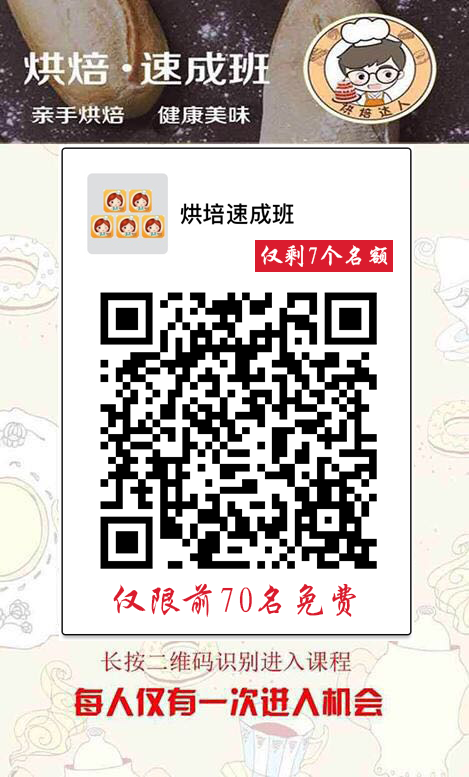 烘焙·速成班
亲手烘焙 健康美味
烘焙达人
烘培速成班
仅剩7个名额
仅限前70名免费
长按二维码识别进入课程
每人仅有一次进入机会